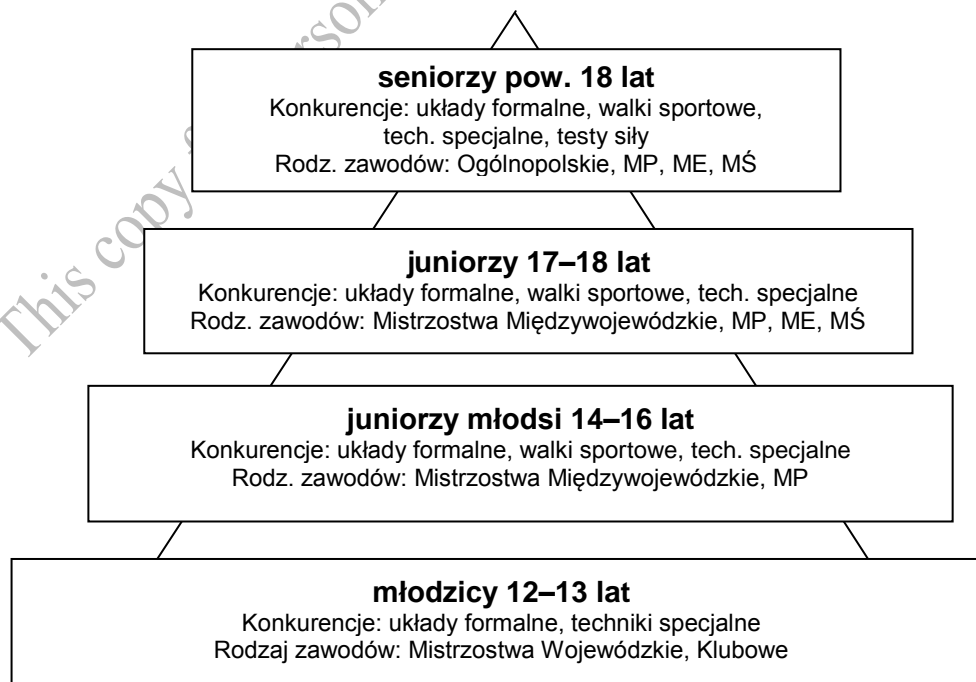 seniorzy pow. 18 lat
Konkurencje: układy formalne, walki sportowe,
tech. specjalne, testy siły
Rodz. zawodów: Ogólnopolskie, MP, ME, MŚ
juniorzy 17–18 lat
Konkurencje: układy formalne, walki sportowe, tech. specjalne
Rodz. zawodów: Mistrzostwa Międzywojewódzkie, MP, ME, MŚ
juniorzy młodsi 14–16 lat
Konkurencje: układy formalne, walki sportowe, tech. specjalne
Rodz. zawodów: Mistrzostwa Międzywojewódzkie, MP
młodzicy 12–13 lat
Konkurencje: układy formalne, techniki specjalne
Rodzaj zawodów: Mistrzostwa Wojewódzkie, Klubowe
This copy